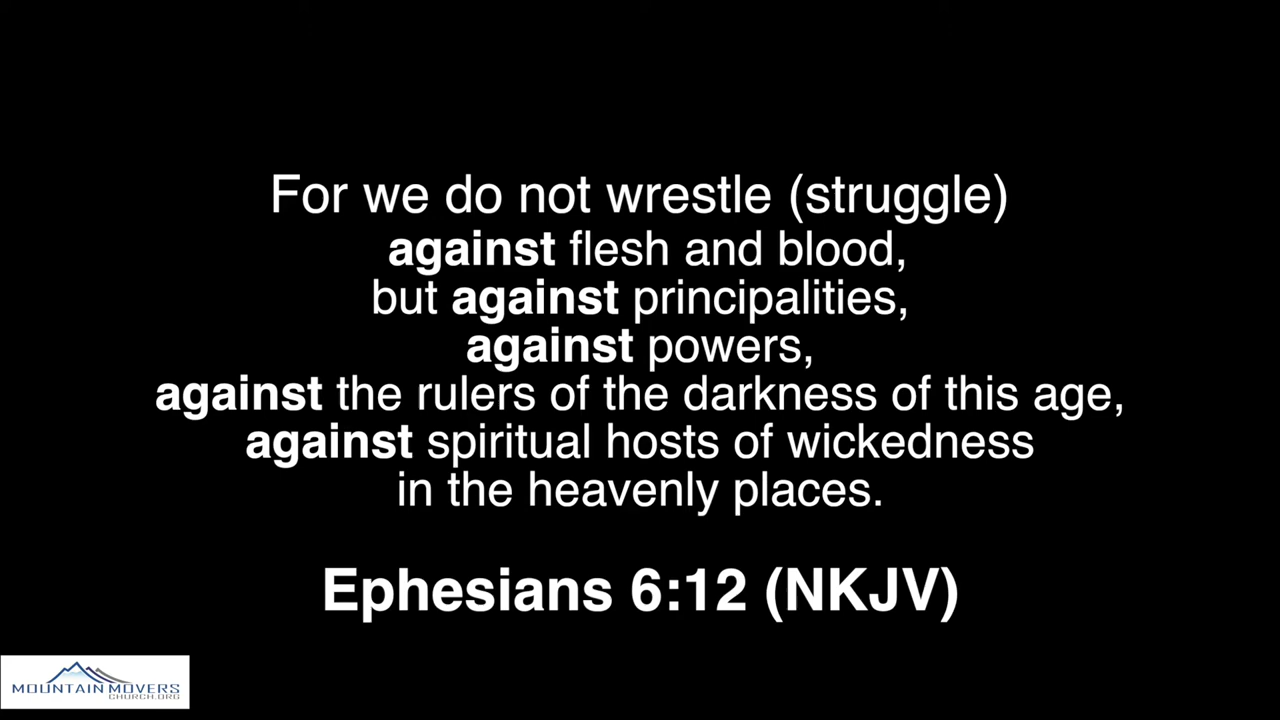 For we do not wrestle (struggle)
against flesh and blood,
but against principalities,
against powers,
against the rulers of the darkness of this age,
against spiritual hosts of wickedness
in the heavenly places.
Ephesians 6:12 (NKJV)
MOUNTAIN MOVERS
CHURCH.ORG